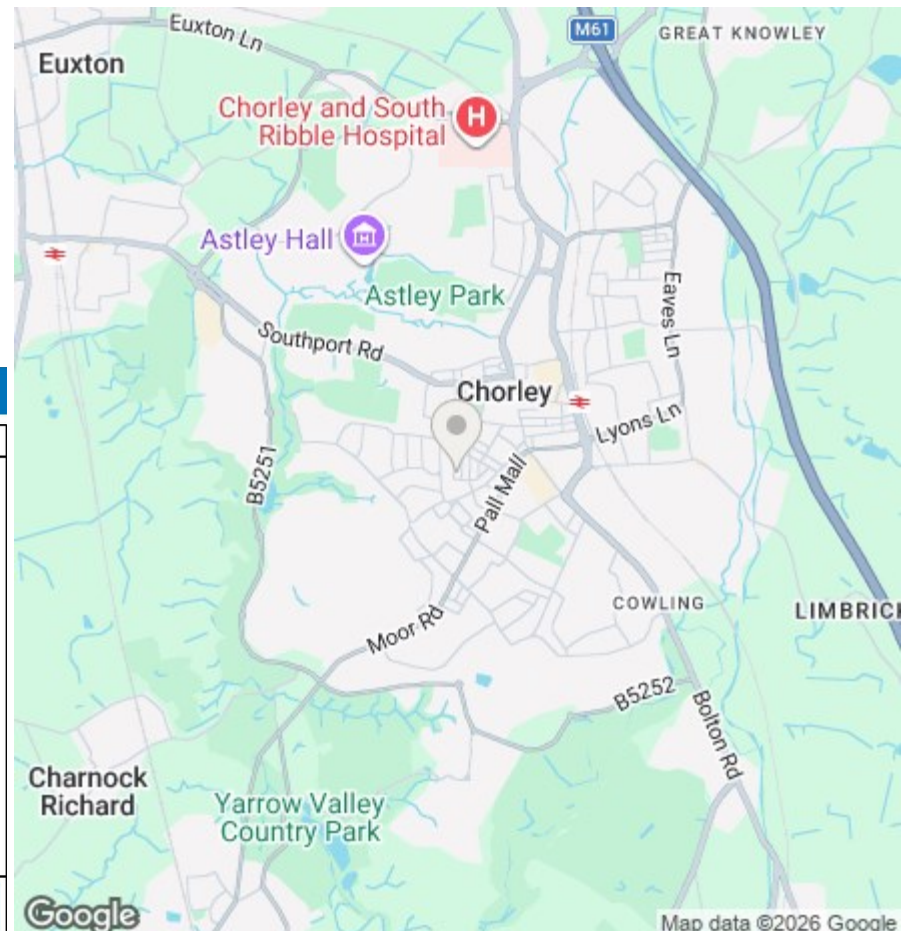 M61
GREAT KNOWLEY
Euxton Ln
Euxton
Chorley and South
Ribble Hospital
H
Astley Hall
Astley Park
Eaves Ln
Southport Rd
Chorley
Lyons Ln
B5251
Pall Mall
COWLING
LIMBRICK
Moor Rd
B5252
Bolton Rd
Charnock
Richard
Yarrow Valley
Country Park
Google
Map data ©2026 Google